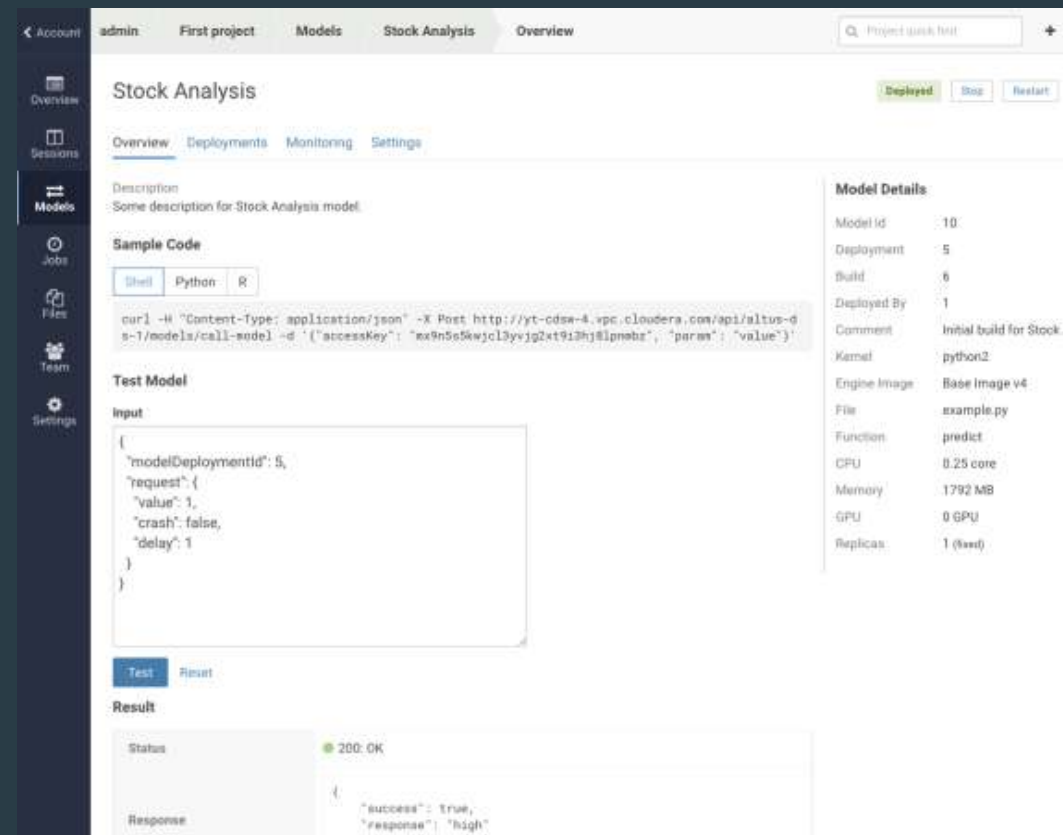 Account
admin First project Models Stock Analysis Overview
Project quick find
Overview
Sessions
Models
Jobs
Files
Team
Settings
Stock Analysis
Deployed Stop Restart
Overview Deployments Monitoring Settings
Description
Some description for Stock Analysis model.
Sample Code
Shell Python R
curl -H "Content-Type: application/json" -X Post http://yt-cdsw-4.vpc.cloudera.com/api/altus-d
s-1/models/call-model -d '{"accessKey": "", "param": "value"}'
Test Model
Input
{
"modelDeploymentId": 5,
"request": {
"value": 1,
"crash": false,
"delay": 1
}
}
Test Reset
Result
Status 200: OK
Response
{
"success": true,
"response": "high"
Model Details
Model Id 10
Deployment 5
Build 6
Deployed By 1
Comment Initial build for Stock
Kernel python2
Engine Image Base Image v4
File example.py
Function predict
CPU 0.25 core
Memory 1792 MB
GPU 0 GPU
Replicas 1 (fixed)